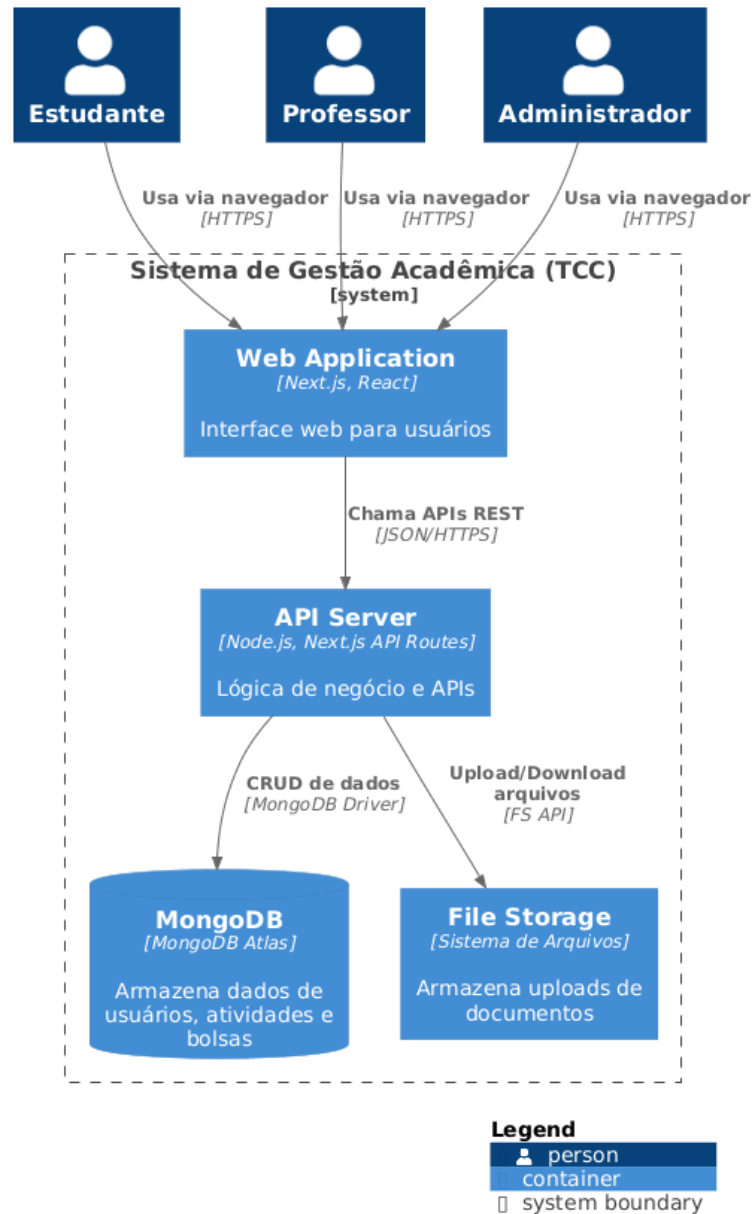 Estudante
Professor
Administrador
Usa via navegador
[HTTPS]
Usa via navegador
[HTTPS]
Usa via navegador
[HTTPS]
Sistema de Gestão Acadêmica (TCC)
[system]
Web Application
[Next.js, React]
Interface web para usuários
Chama APIs REST
[JSON/HTTPS]
API Server
[Node.js, Next.js API Routes]
Lógica de negócio e APIs
CRUD de dados
[MongoDB Driver]
Upload/Download
arquivos
[FS API]
MongoDB
[MongoDB Atlas]
Armazena dados de
usuários, atividades e
bolsas
File Storage
[Sistema de Arquivos]
Armazena uploads de
documentos
Legend
person
container
system boundary